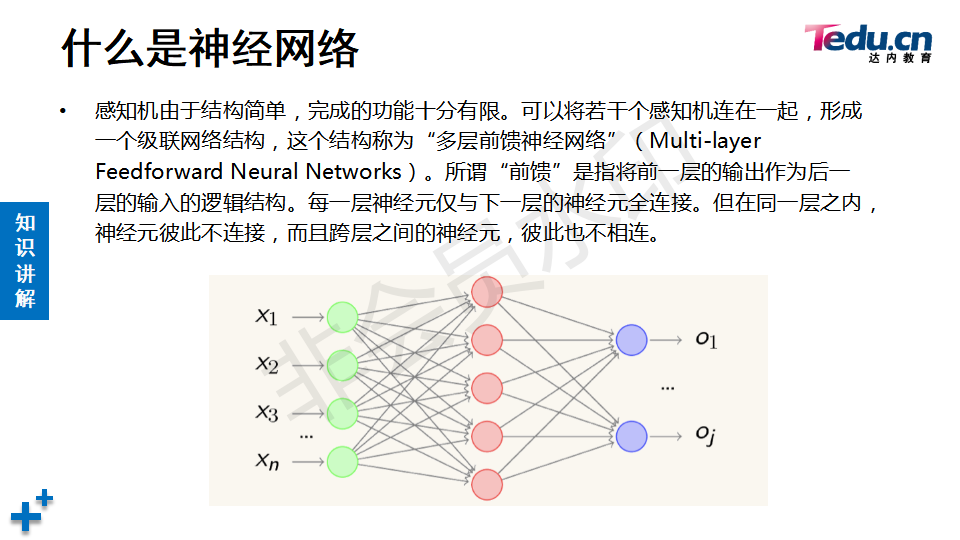 什么是神经网络
Tedu.cn
达内教育
• 感知机由于结构简单，完成的功能十分有限。可以将若干个感知机连在一起，形成
一个级联网络结构，这个结构称为“多层前馈神经网络”（Multi-layer
Feedforward Neural Networks）。所谓“前馈”是指将前一层的输出作为后一
层的输入的逻辑结构。每一层神经元仅与下一层的神经元全连接。但在同一层之内，
神经元彼此不连接，而且跨层之间的神经元，彼此也不相连。
知
识
讲
解
x1
x2
x3
...
xn
o1
...
oj
非会员水印